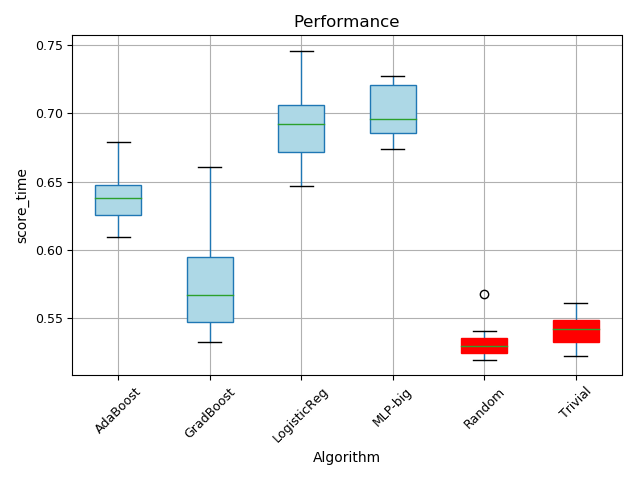 Performance
score_time
0.75
0.70
0.65
0.60
0.55
AdaBoost
GradBoost
LogisticReg
MLP-big
Random
Trivial
Algorithm